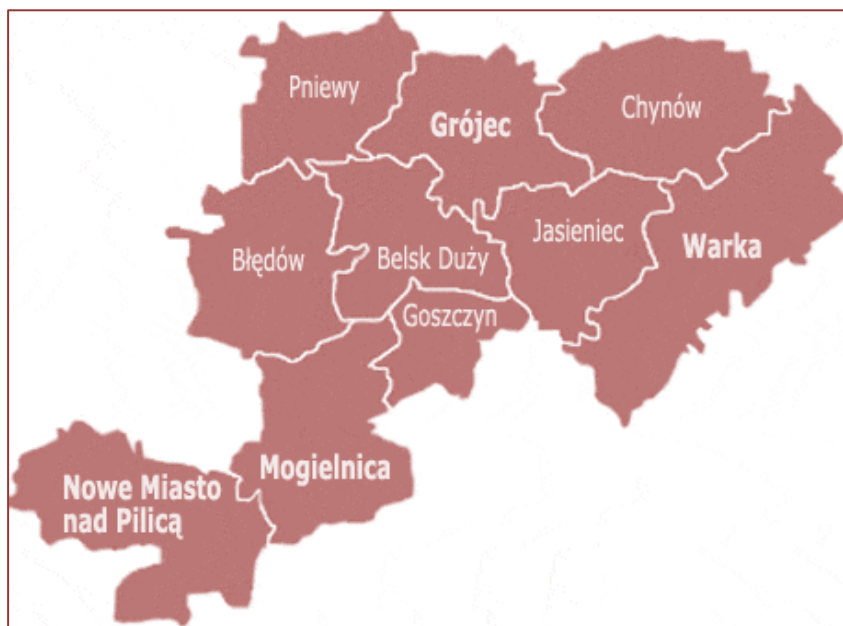 Pniewy
Grójec
Chynów
Błędów
Belsk Duży
Jasieniec
Warka
Goszczyn
Mogielnica
Nowe Miasto
nad Pilicą